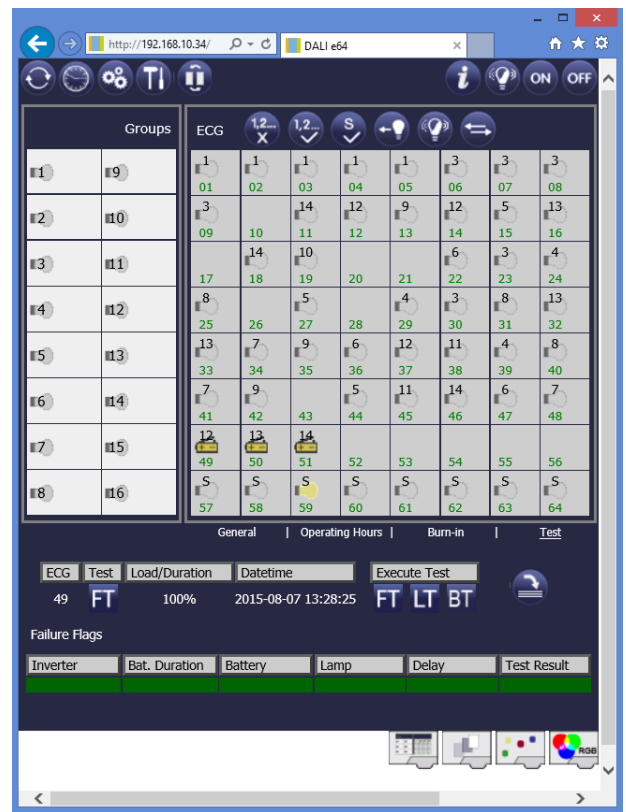 http://192.168.10.34/ DALI e64
i ON OFF
Groups ECG 1,2... X 1,2... S
1 9 1 1 1 1 1 3 3 3
01 02 03 04 05 06 07 08
2 10 3 14 12 9 12 5 13
09 10 11 12 13 14 15 16
3 11 14 10 6 3 4
17 18 19 20 21 22 23 24
4 12 8 5 4 3 8 13
25 26 27 28 29 30 31 32
5 13 13 7 9 6 12 11 4 8
33 34 35 36 37 38 39 40
6 14 7 9 5 11 14 6 7
41 42 43 44 45 46 47 48
7 15 12 13 14
49 50 51 52 53 54 55 56
8 16 S S S S S S S S
57 58 59 60 61 62 63 64
General | Operating Hours | Burn-in | Test
ECG Test Load/Duration Datetime Execute Test
49 FT 100% 2015-08-07 13:28:25 FT LT BT
Failure Flags
Inverter Bat. Duration Battery Lamp Delay Test Result
RGB